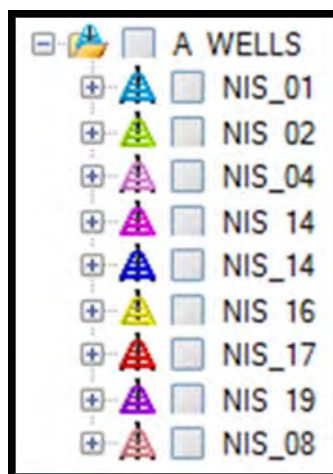 A WELLS
NIS_01
NIS 02
NIS_04
NIS 14
NIS_14
NIS 16
NIS_17
NIS 19
NIS_08